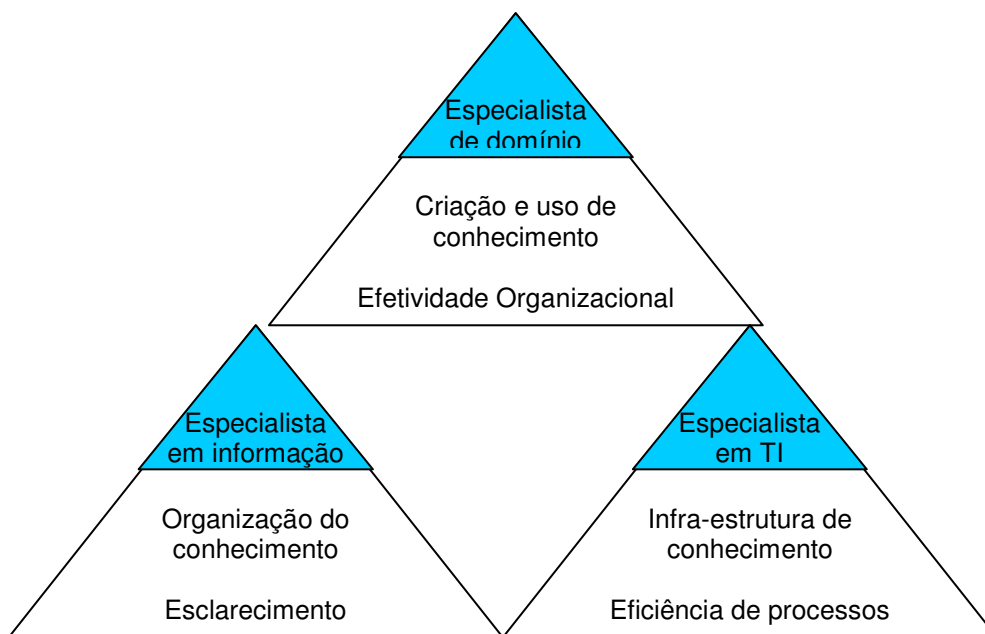 Especialista
de domínio
Criação e uso de
conhecimento
Efetividade Organizacional
Especialista
em informação
Organização do
conhecimento
Esclarecimento
Especialista
em TI
Infra-estrutura de
conhecimento
Eficiência de processos